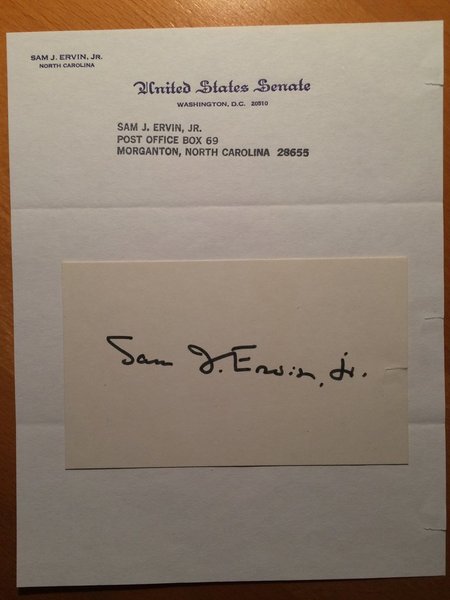 SAM J. ERVIN, JR.
NORTH CAROLINA
United States Senate
WASHINGTON, D.C. 20510
SAM J. ERVIN, JR.
POST OFFICE BOX 69
MORGANTON, NORTH CAROLINA 28655
Sam J. Ervin, Jr.